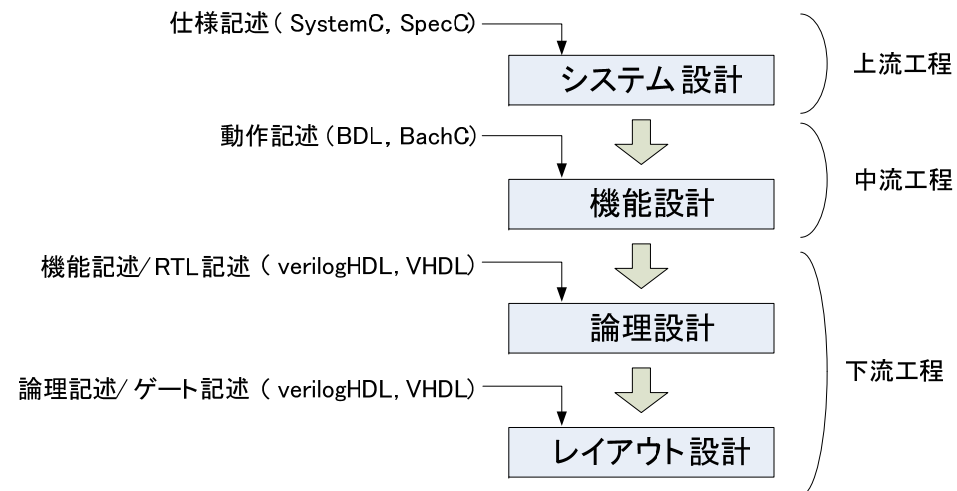 仕様記述( SystemC, SpecC)
システム設計
上流工程
動作記述(BDL, BachC)
機能設計
中流工程
機能記述/RTL記述 ( verilogHDL, VHDL)
論理設計
下流工程
論理記述/ゲート記述 ( verilogHDL, VHDL)
レイアウト設計